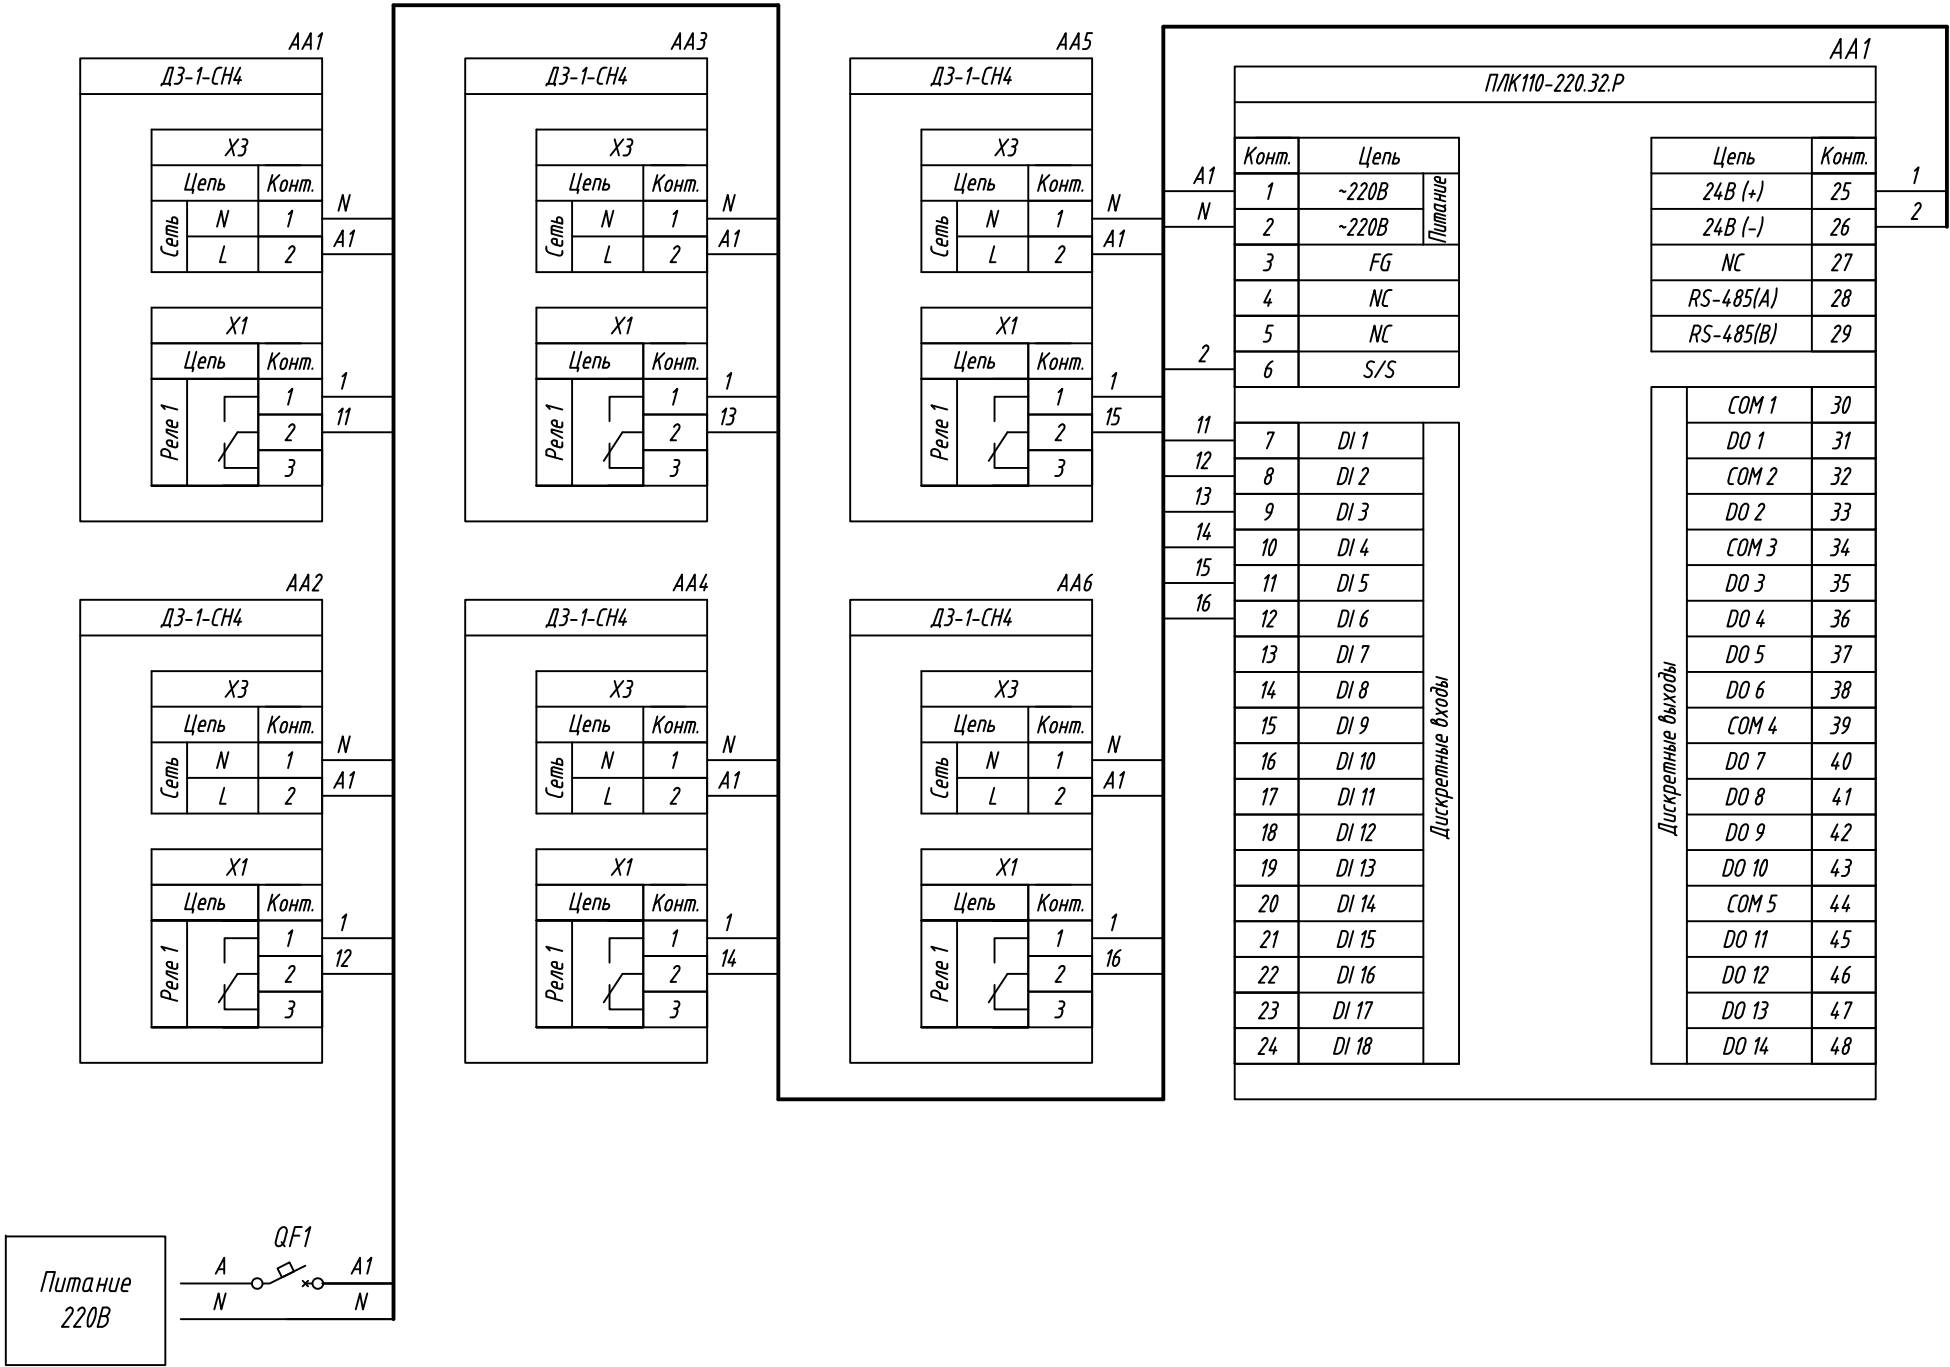 AA1
ДЗ-1-СН4
X3
Цепь Конт.
Сеть
N 1
L 2
N
A1
X1
Цепь Конт.
Реле 1
1
2
3
1
11
AA2
ДЗ-1-СН4
X3
Цепь Конт.
Сеть
N 1
L 2
N
A1
X1
Цепь Конт.
Реле 1
1
2
3
1
12
AA3
ДЗ-1-СН4
X3
Цепь Конт.
Сеть
N 1
L 2
N
A1
X1
Цепь Конт.
Реле 1
1
2
3
1
13
AA4
ДЗ-1-СН4
X3
Цепь Конт.
Сеть
N 1
L 2
N
A1
X1
Цепь Конт.
Реле 1
1
2
3
1
14
AA5
ДЗ-1-СН4
X3
Цепь Конт.
Сеть
N 1
L 2
N
A1
X1
Цепь Конт.
Реле 1
1
2
3
1
15
AA6
ДЗ-1-СН4
X3
Цепь Конт.
Сеть
N 1
L 2
N
A1
X1
Цепь Конт.
Реле 1
1
2
3
1
16
AA1
ПЛК110-220.32.Р
Конт. Цепь
A1 1 ~220В
N 2 ~220В
Питание
3 FG
4 NC
5 NC
2 6 S/S
11 7 DI 1
12 8 DI 2
13 9 DI 3
14 10 DI 4
15 11 DI 5
16 12 DI 6
13 DI 7
14 DI 8
15 DI 9
16 DI 10
17 DI 11
18 DI 12
19 DI 13
20 DI 14
21 DI 15
22 DI 16
23 DI 17
24 DI 18
Дискретные входы
Цепь Конт.
24В (+) 25 1
24В (-) 26 2
NC 27
RS-485(A) 28
RS-485(B) 29
Дискретные выходы
COM 1 30
DO 1 31
COM 2 32
DO 2 33
COM 3 34
DO 3 35
DO 4 36
DO 5 37
DO 6 38
COM 4 39
DO 7 40
DO 8 41
DO 9 42
DO 10 43
COM 5 44
DO 11 45
DO 12 46
DO 13 47
DO 14 48
Питание
220В
QF1
A A1
N N